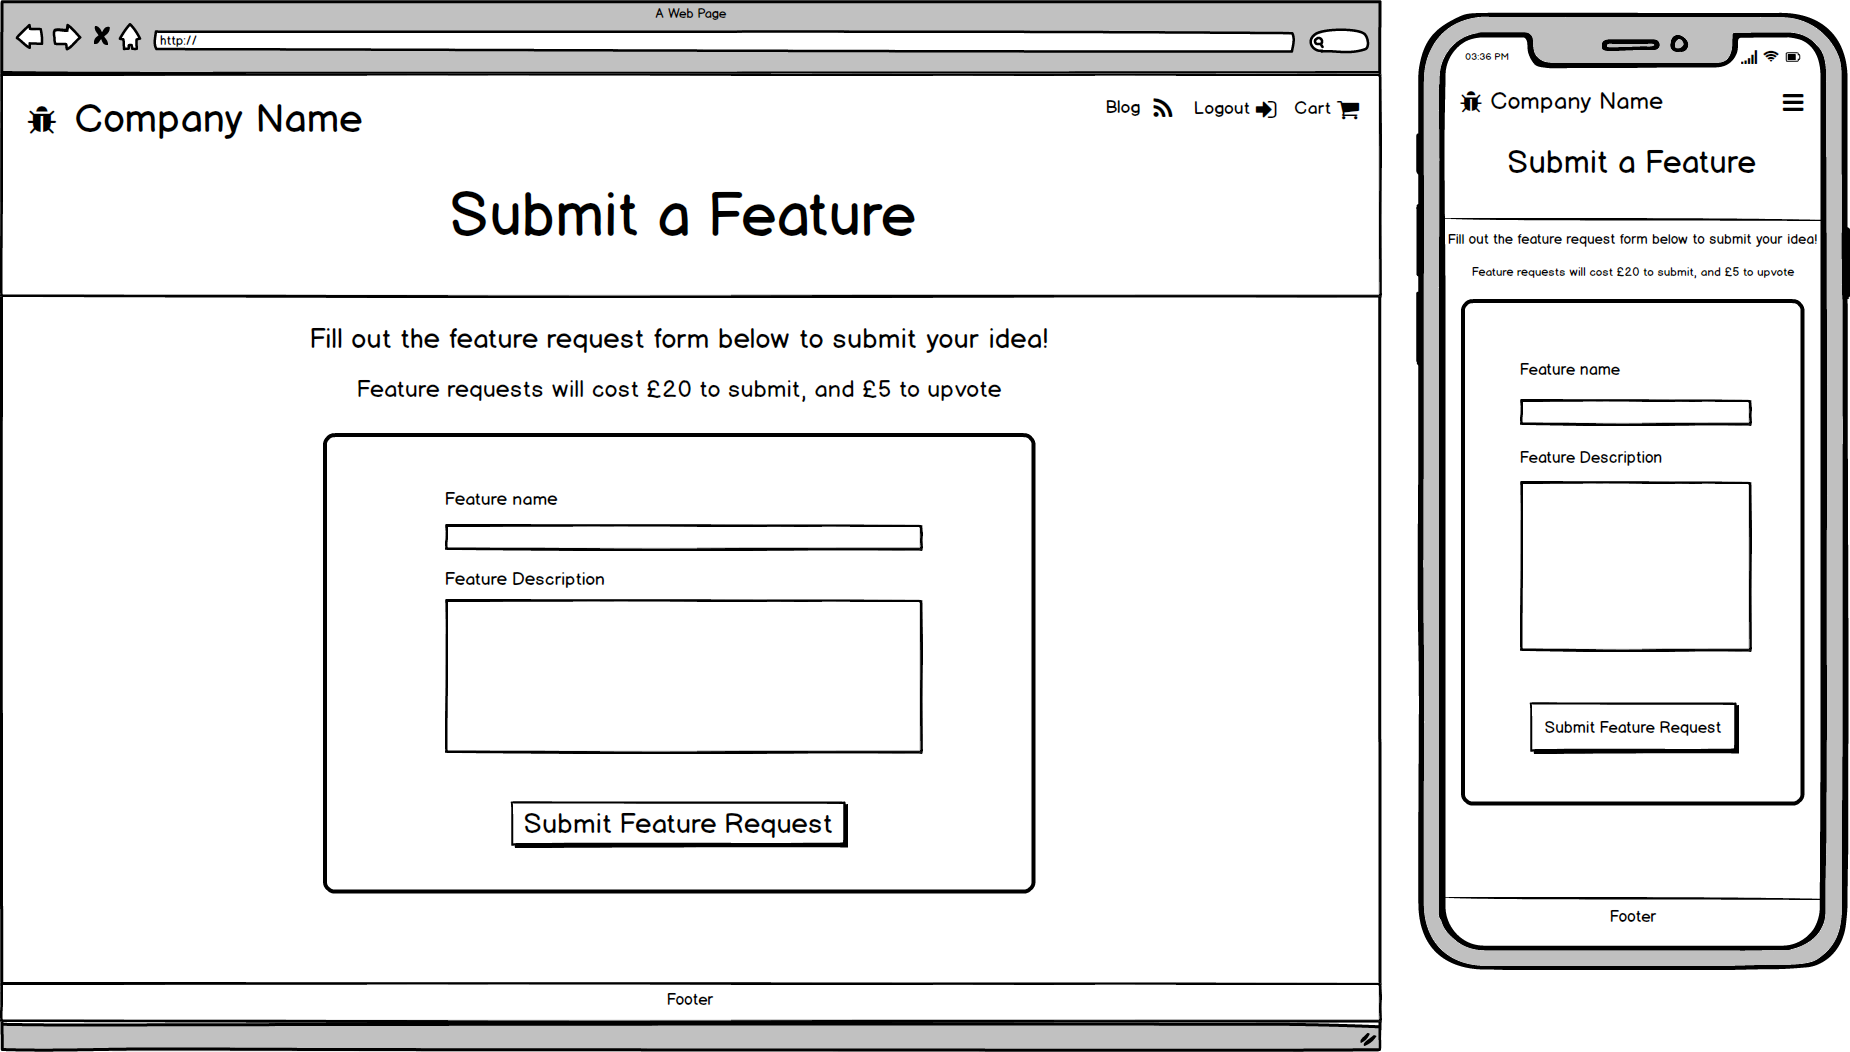 A Web Page
http://
Company Name
Blog
Logout
Cart
Submit a Feature
Fill out the feature request form below to submit your idea!
Feature requests will cost £20 to submit, and £5 to upvote
Feature name
Feature Description
Submit Feature Request
Footer
03:36 PM
Company Name
Submit a Feature
Fill out the feature request form below to submit your idea!
Feature requests will cost £20 to submit, and £5 to upvote
Feature name
Feature Description
Submit Feature Request
Footer